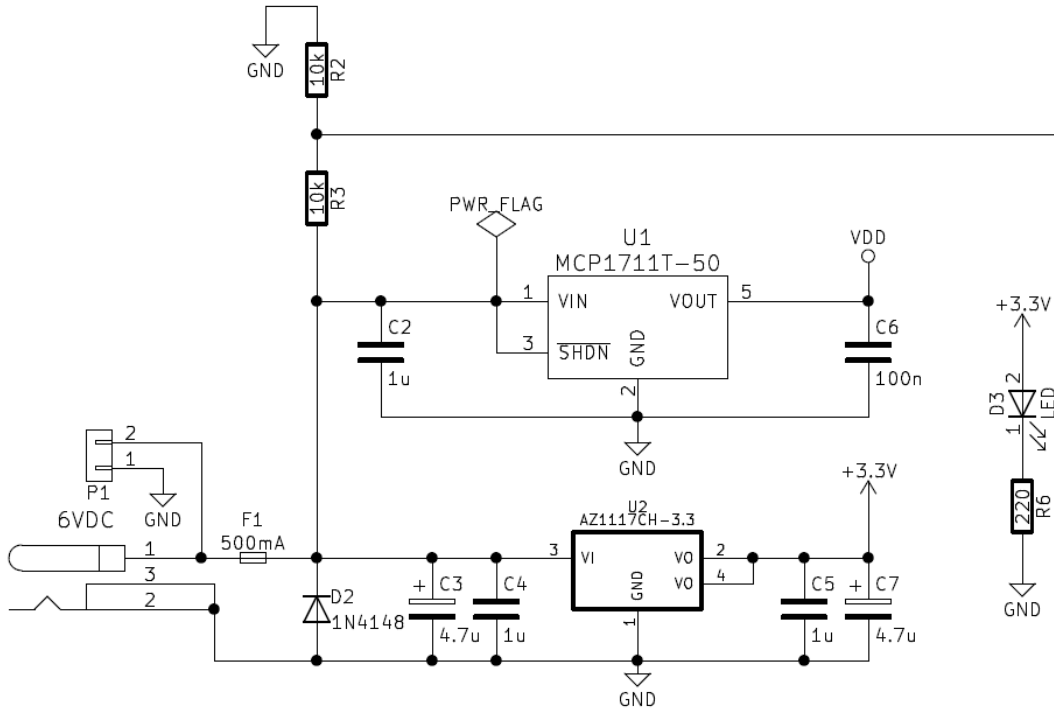 GND
10k
R2
10k
R3
PWR_FLAG
U1
MCP1711T-50
VDD
1
VIN
VOUT
5
3
SHDN
GND
2
C2
1u
C6
100n
GND
+3.3V
2
D3
LED
1
220
R6
GND
2
1
P1
GND
6VDC
1
3
2
F1
500mA
D2
1N4148
+
C3
4.7u
C4
1u
U2
AZ1117CH-3.3
3
VI
VO
2
VO
4
GND
1
GND
+3.3V
C5
1u
+
C7
4.7u